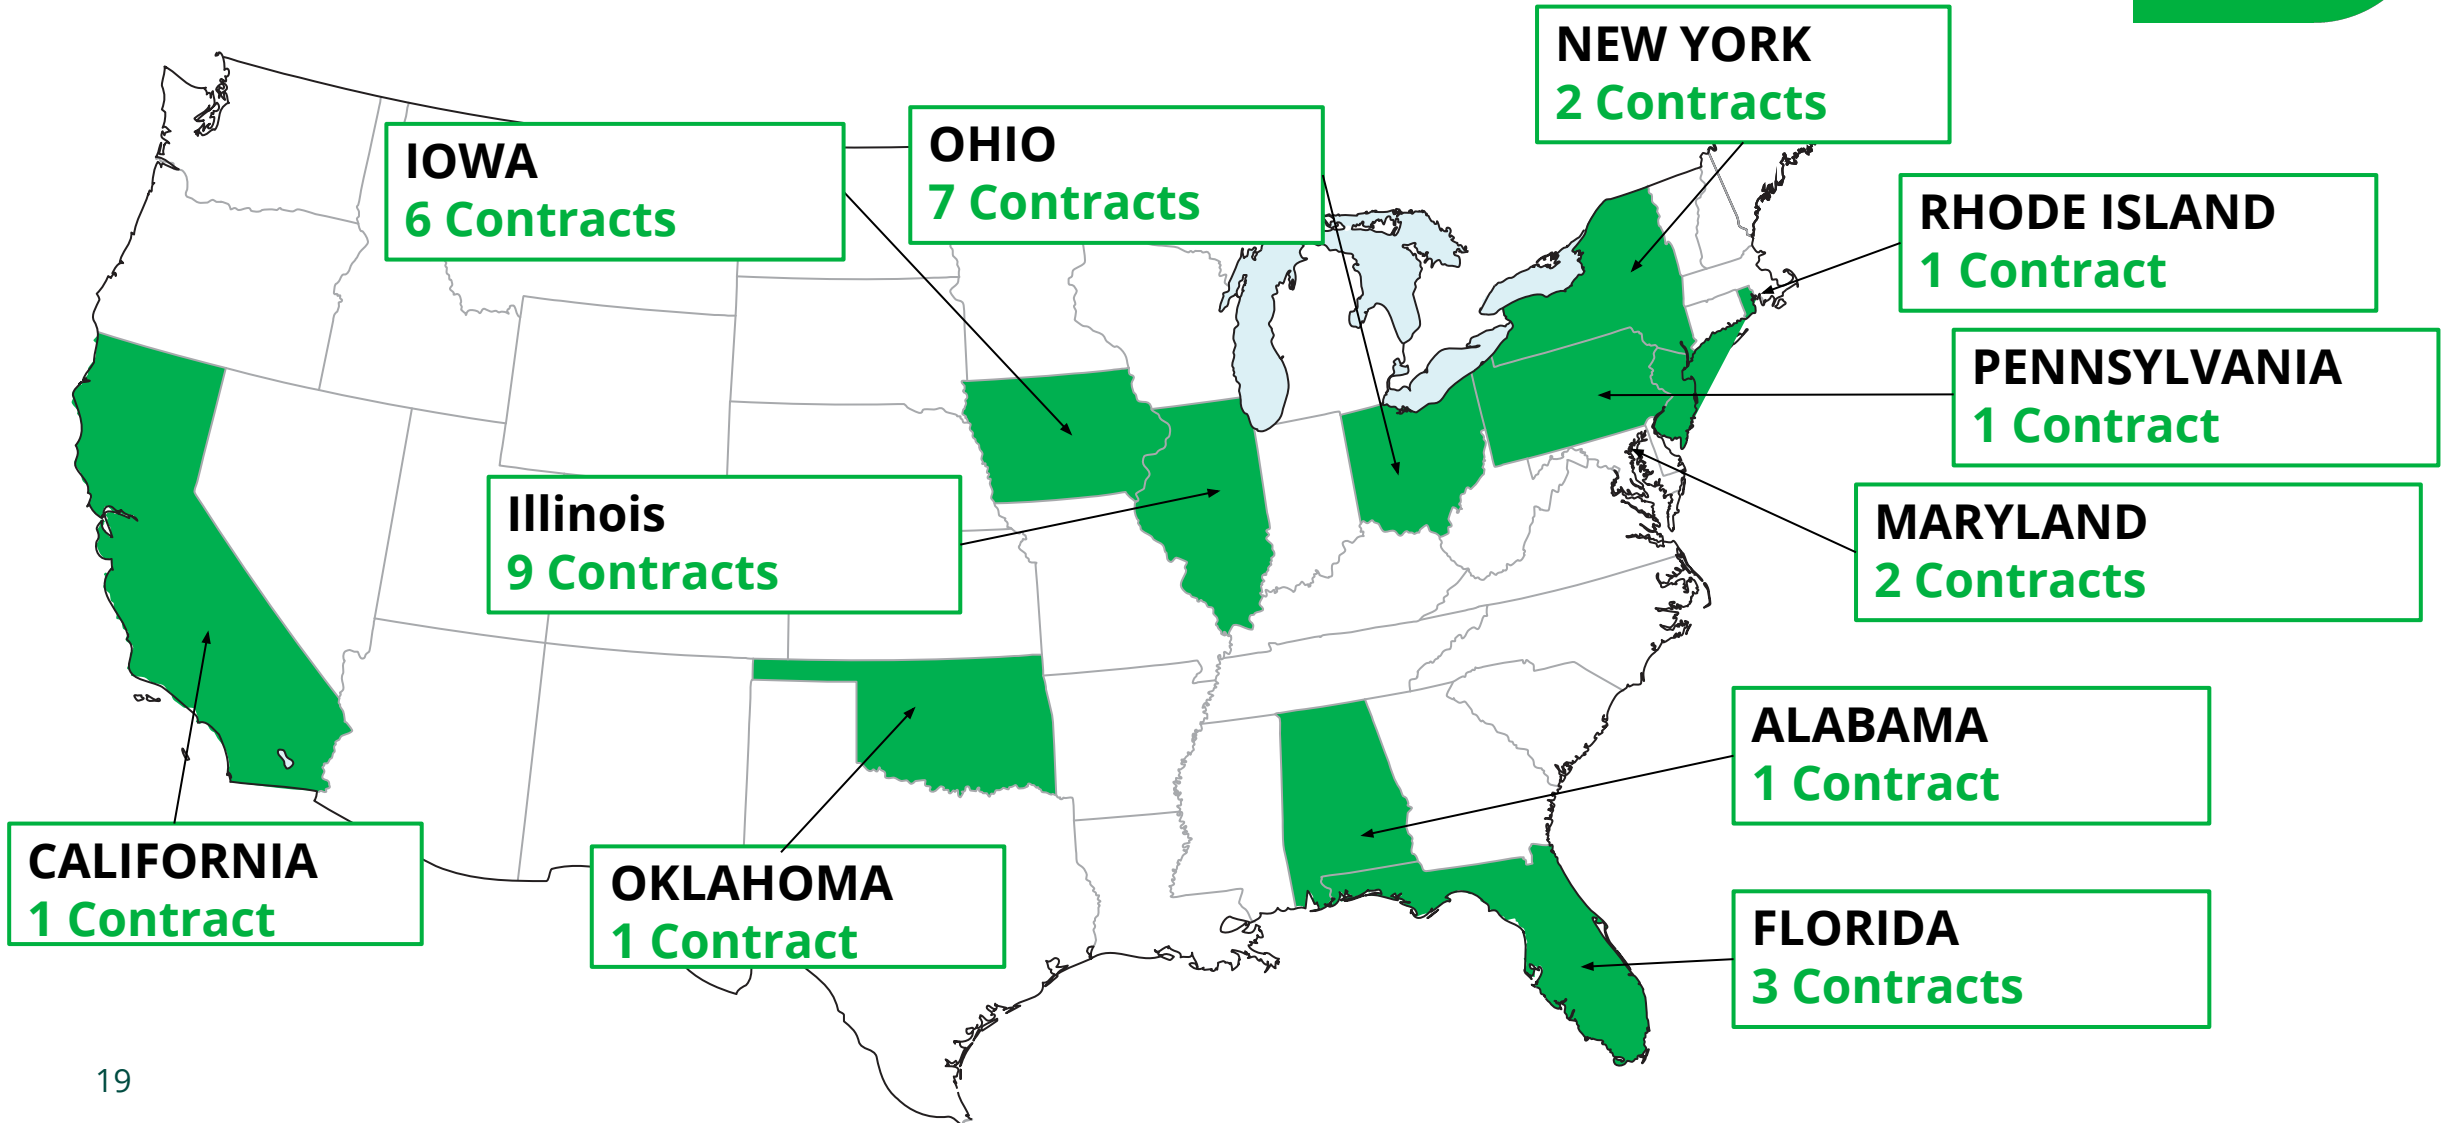 NEW YORK
2 Contracts
IOWA
6 Contracts
OHIO
7 Contracts
RHODE ISLAND
1 Contract
PENNSYLVANIA
1 Contract
Illinois
9 Contracts
MARYLAND
2 Contracts
ALABAMA
1 Contract
CALIFORNIA
1 Contract
OKLAHOMA
1 Contract
FLORIDA
3 Contracts
19